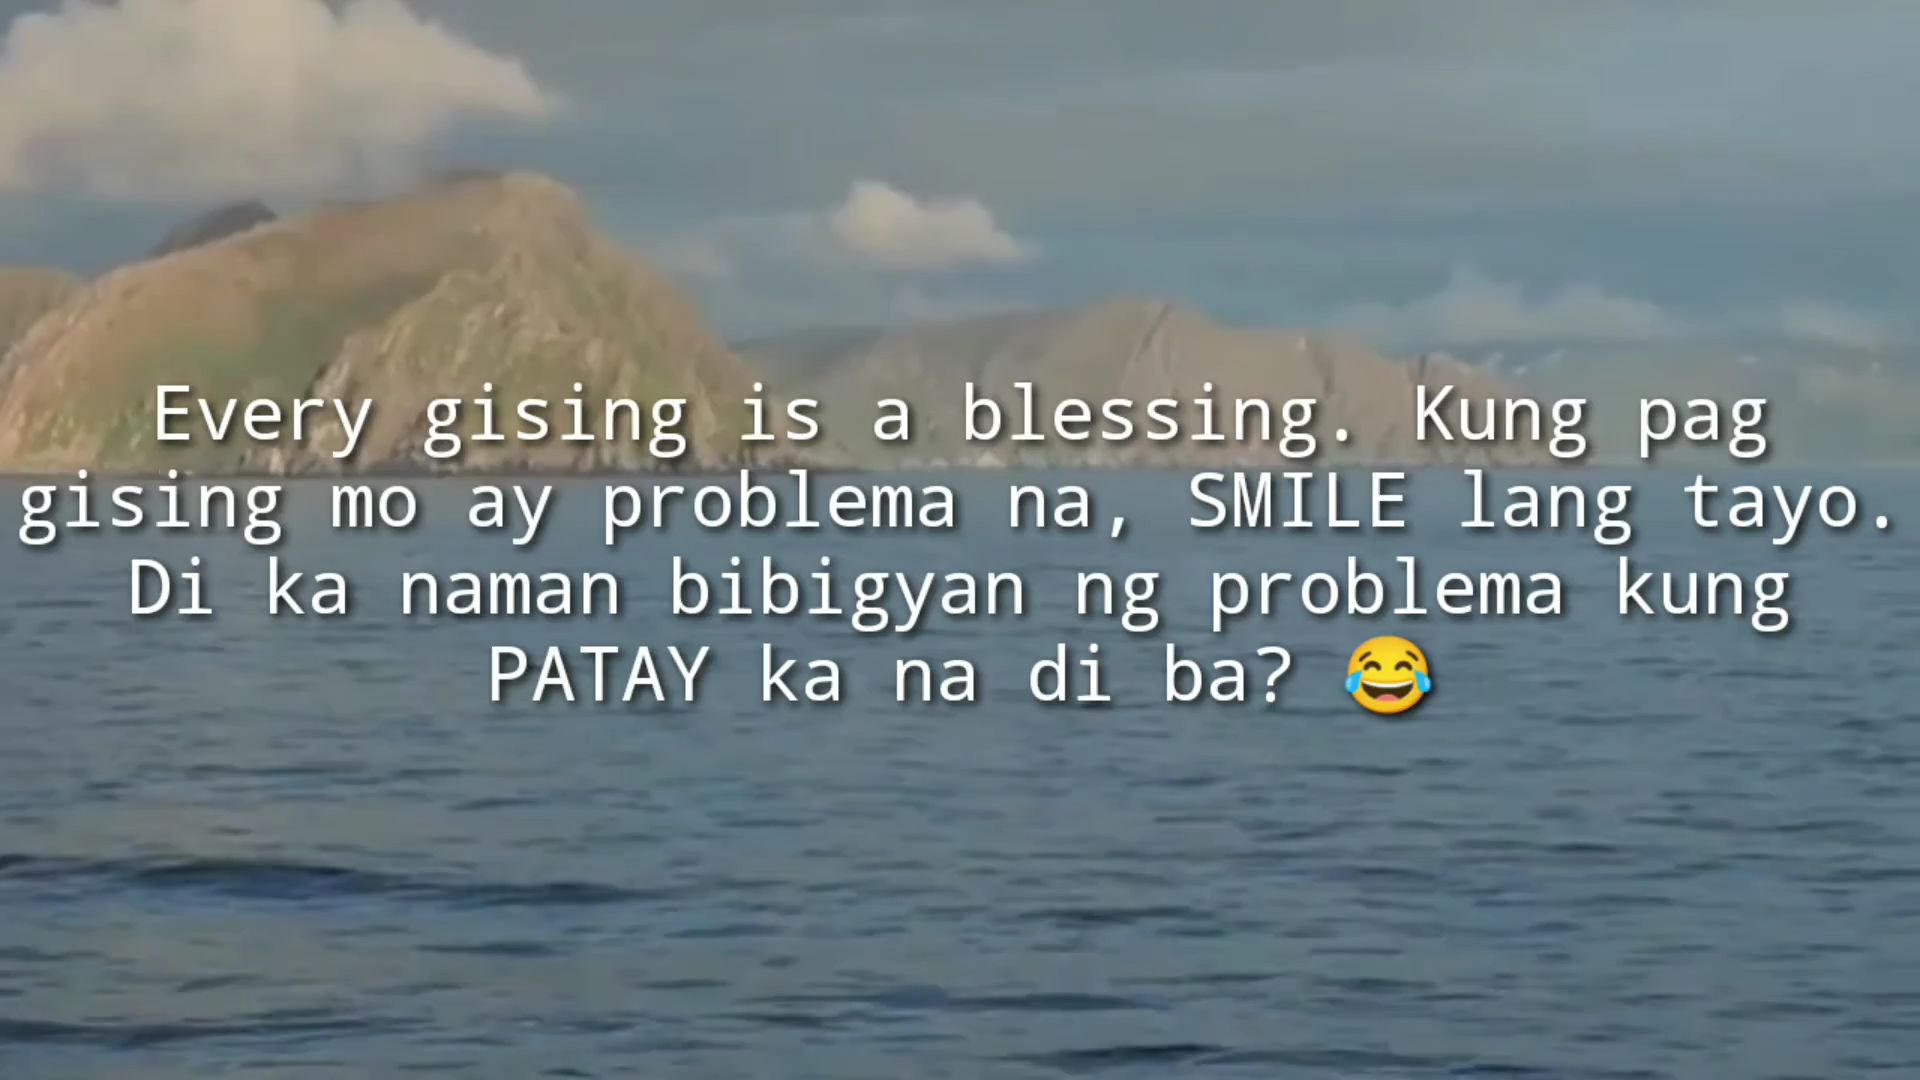 Every gising is a blessing. Kung pag
gising mo ay problema na, SMILE lang tayo.
Di ka naman bibigyan ng problema kung
PATAY ka na di ba? 😂